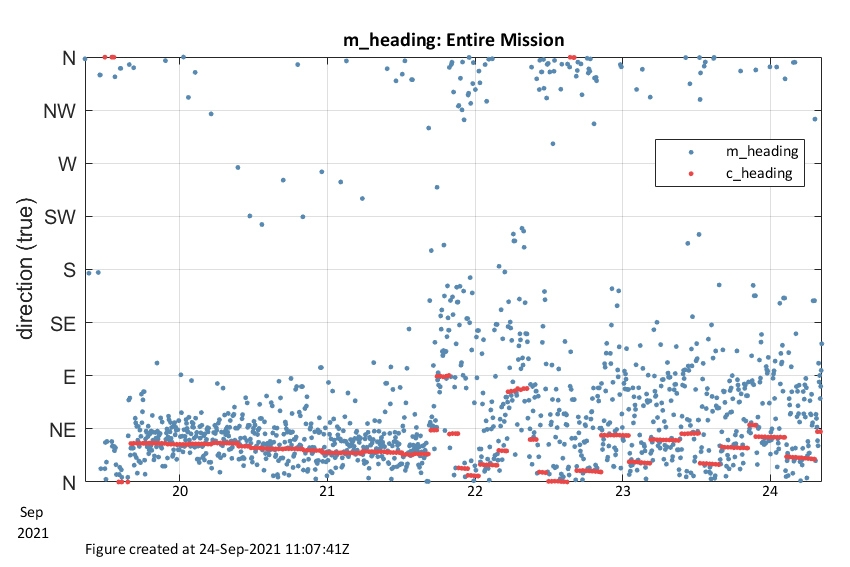 m_heading: Entire Mission
N
NW
W
SW
S
SE
E
NE
N
direction (true)
m_heading
c_heading
20
21
22
23
24
Sep
2021
Figure created at 24-Sep-2021 11:07:41Z